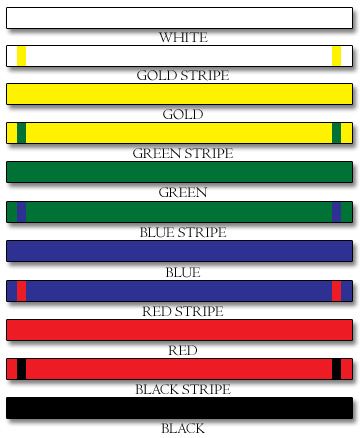 WHITE
GOLD STRIPE
GOLD
GREEN STRIPE
GREEN
BLUE STRIPE
BLUE
RED STRIPE
RED
BLACK STRIPE
BLACK